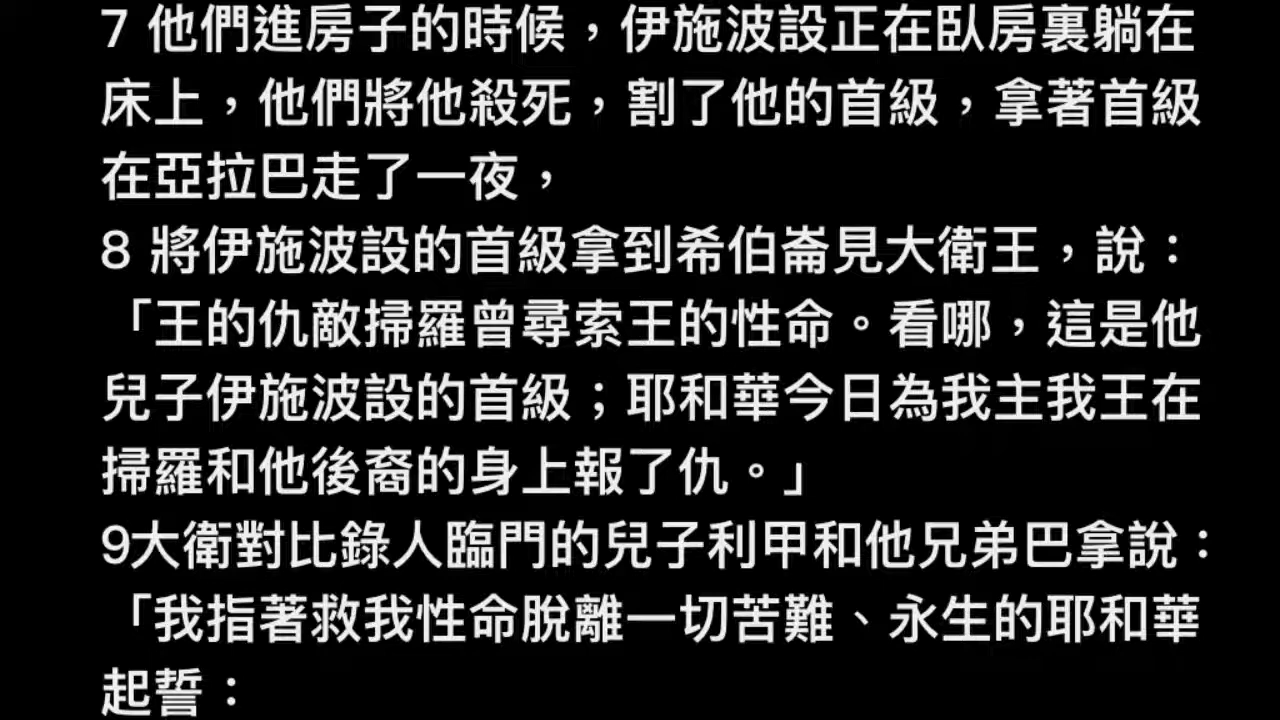 7 他們進房子的時候，伊施波設正在臥房裏躺在
床上，他們將他殺死，割了他的首級，拿著首級
在亞拉巴走了一夜，
8 將伊施波設的首級拿到希伯崙見大衛王，說：
「王的仇敵掃羅曾尋索王的性命。看哪，這是他
兒子伊施波設的首級；耶和華今日為我主我王在
掃羅和他後裔的身上報了仇。」
9大衛對比錄人臨門的兒子利甲和他兄弟巴拿說：
「我指著救我性命脫離一切苦難、永生的耶和華
起誓：